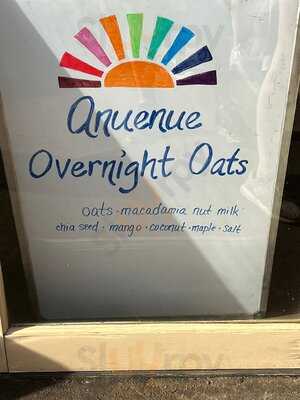 Anuenue
Overnight Oats
oats · macadamia nut milk
chia seed · mango · coconut · maple · salt